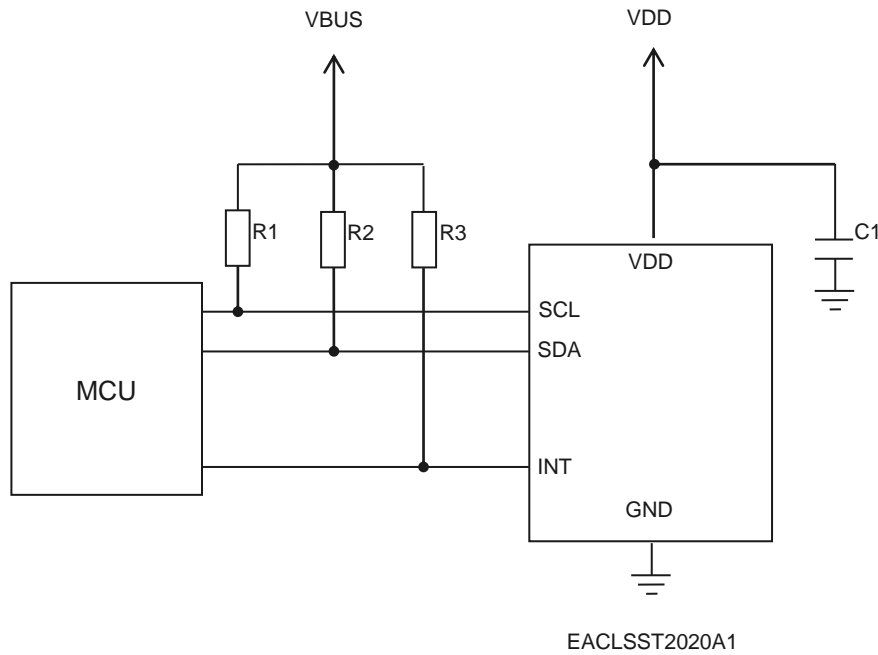 VBUS
VDD
R1
R2
R3
C1
VDD
SCL
SDA
MCU
INT
GND
EACLSST2020A1